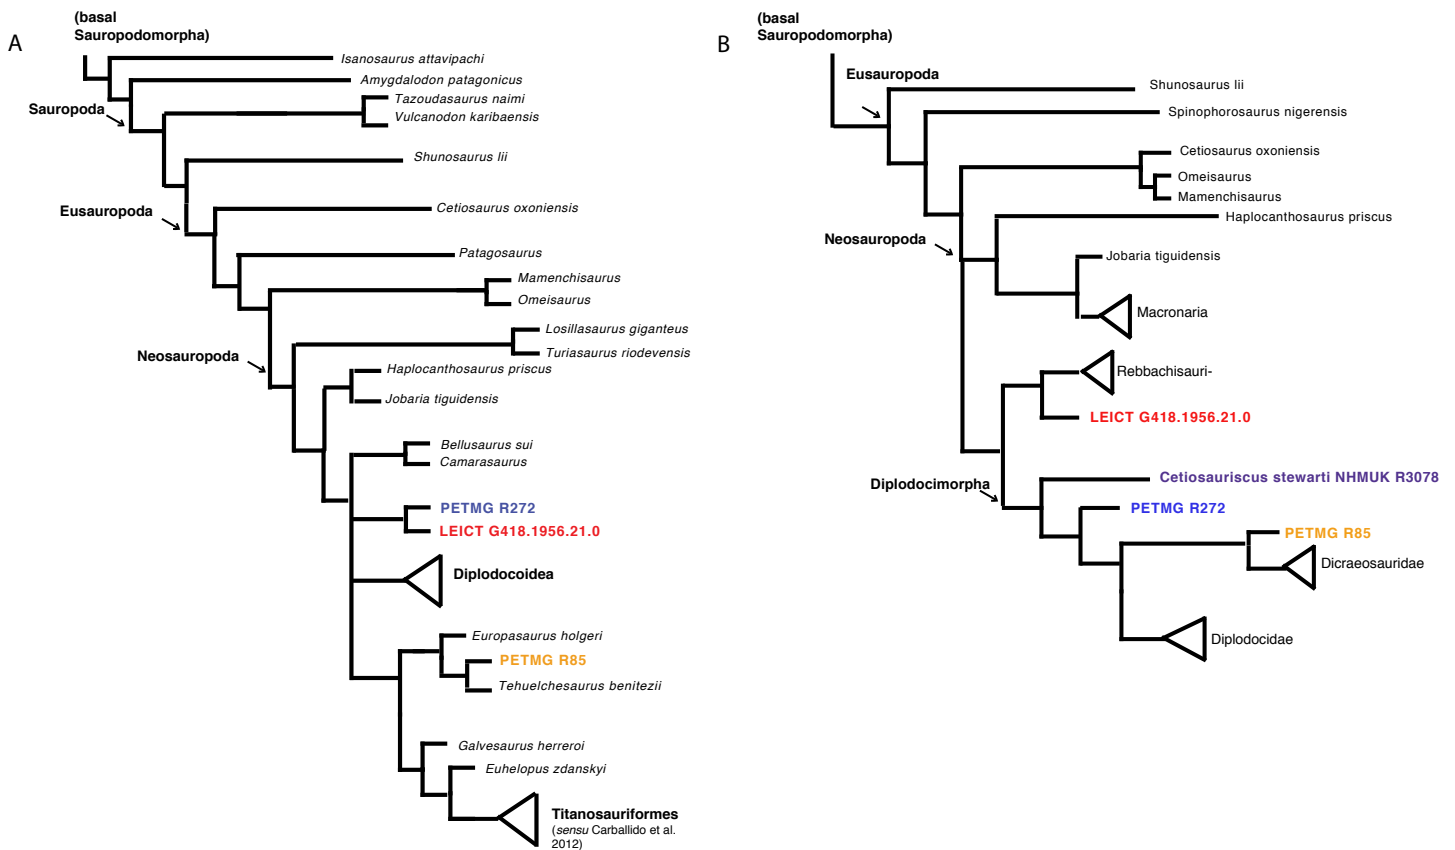 A
(basal
Sauropodomorpha)
Isanosaurus attavipachi
Amygdalodon patagonicus
Tazoudasaurus naimi
Sauropoda
Vulcanodon karibaensis
Shunosaurus lii
Eusauropoda
Cetiosaurus oxoniensis
Patagosaurus
Mamenchisaurus
Omeisaurus
Losillasaurus giganteus
Neosauropoda
Turiasaurus riodevensis
Haplocanthosaurus priscus
Jobaria tiguidensis
Bellusaurus sui
Camarasaurus
PETMG R272
LEICT G418.1956.21.0
Diplodocoidea
Europasaurus holgeri
PETMG R85
Tehuelchesaurus benitezii
Galvesaurus herreroi
Euhelopus zdanskyi
Titanosauriformes
(sensu Carballido et al.
2012)
B
(basal
Sauropodomorpha)
Eusauropoda
Shunosaurus lii
Spinophorosaurus nigerensis
Cetiosaurus oxoniensis
Omeisaurus
Mamenchisaurus
Haplocanthosaurus priscus
Neosauropoda
Jobaria tiguidensis
Macronaria
Rebbachisauri-
LEICT G418.1956.21.0
Cetiosauriscus stewarti NHMUK R3078
Diplodocimorpha
PETMG R272
PETMG R85
Dicraeosauridae
Diplodocidae